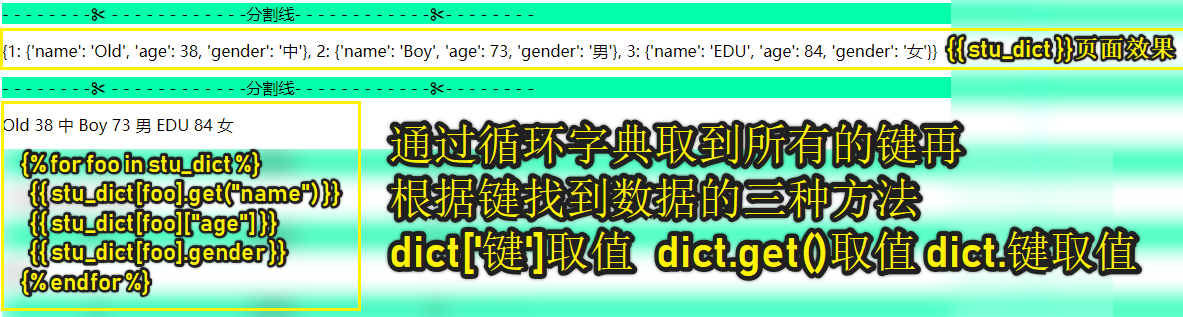 - - - - - - - -✂- - - - - - - - - - - - -分割线- - - - - - - - - - - - -✂- - - - - - - - -
{1: {'name': 'Old', 'age': 38, 'gender': '中'}, 2: {'name': 'Boy', 'age': 73, 'gender': '男'}, 3: {'name': 'EDU', 'age': 84, 'gender': '女'}}
{{ stu_dict }}页面效果
- - - - - - - -✂- - - - - - - - - - - - -分割线- - - - - - - - - - - - -✂- - - - - - - - -
Old 38 中 Boy 73 男 EDU 84 女
{% for foo in stu_dict %}
{{ stu_dict[foo].get("name") }}
{{ stu_dict[foo]["age"] }}
{{ stu_dict[foo].gender }}
{% endfor %}
通过循环字典取到所有的键再
根据键找到数据的三种方法
dict['键']取值 dict.get()取值 dict.键取值